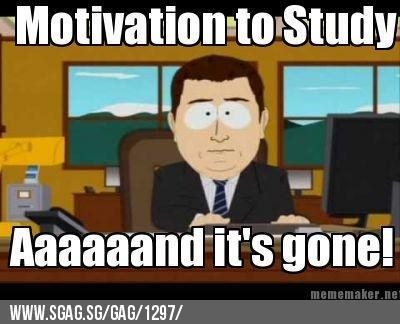 Motivation to Study
Aaaaaand it's gone!
mememaker.net
WWW.SGAG.SG/GAG/1297/